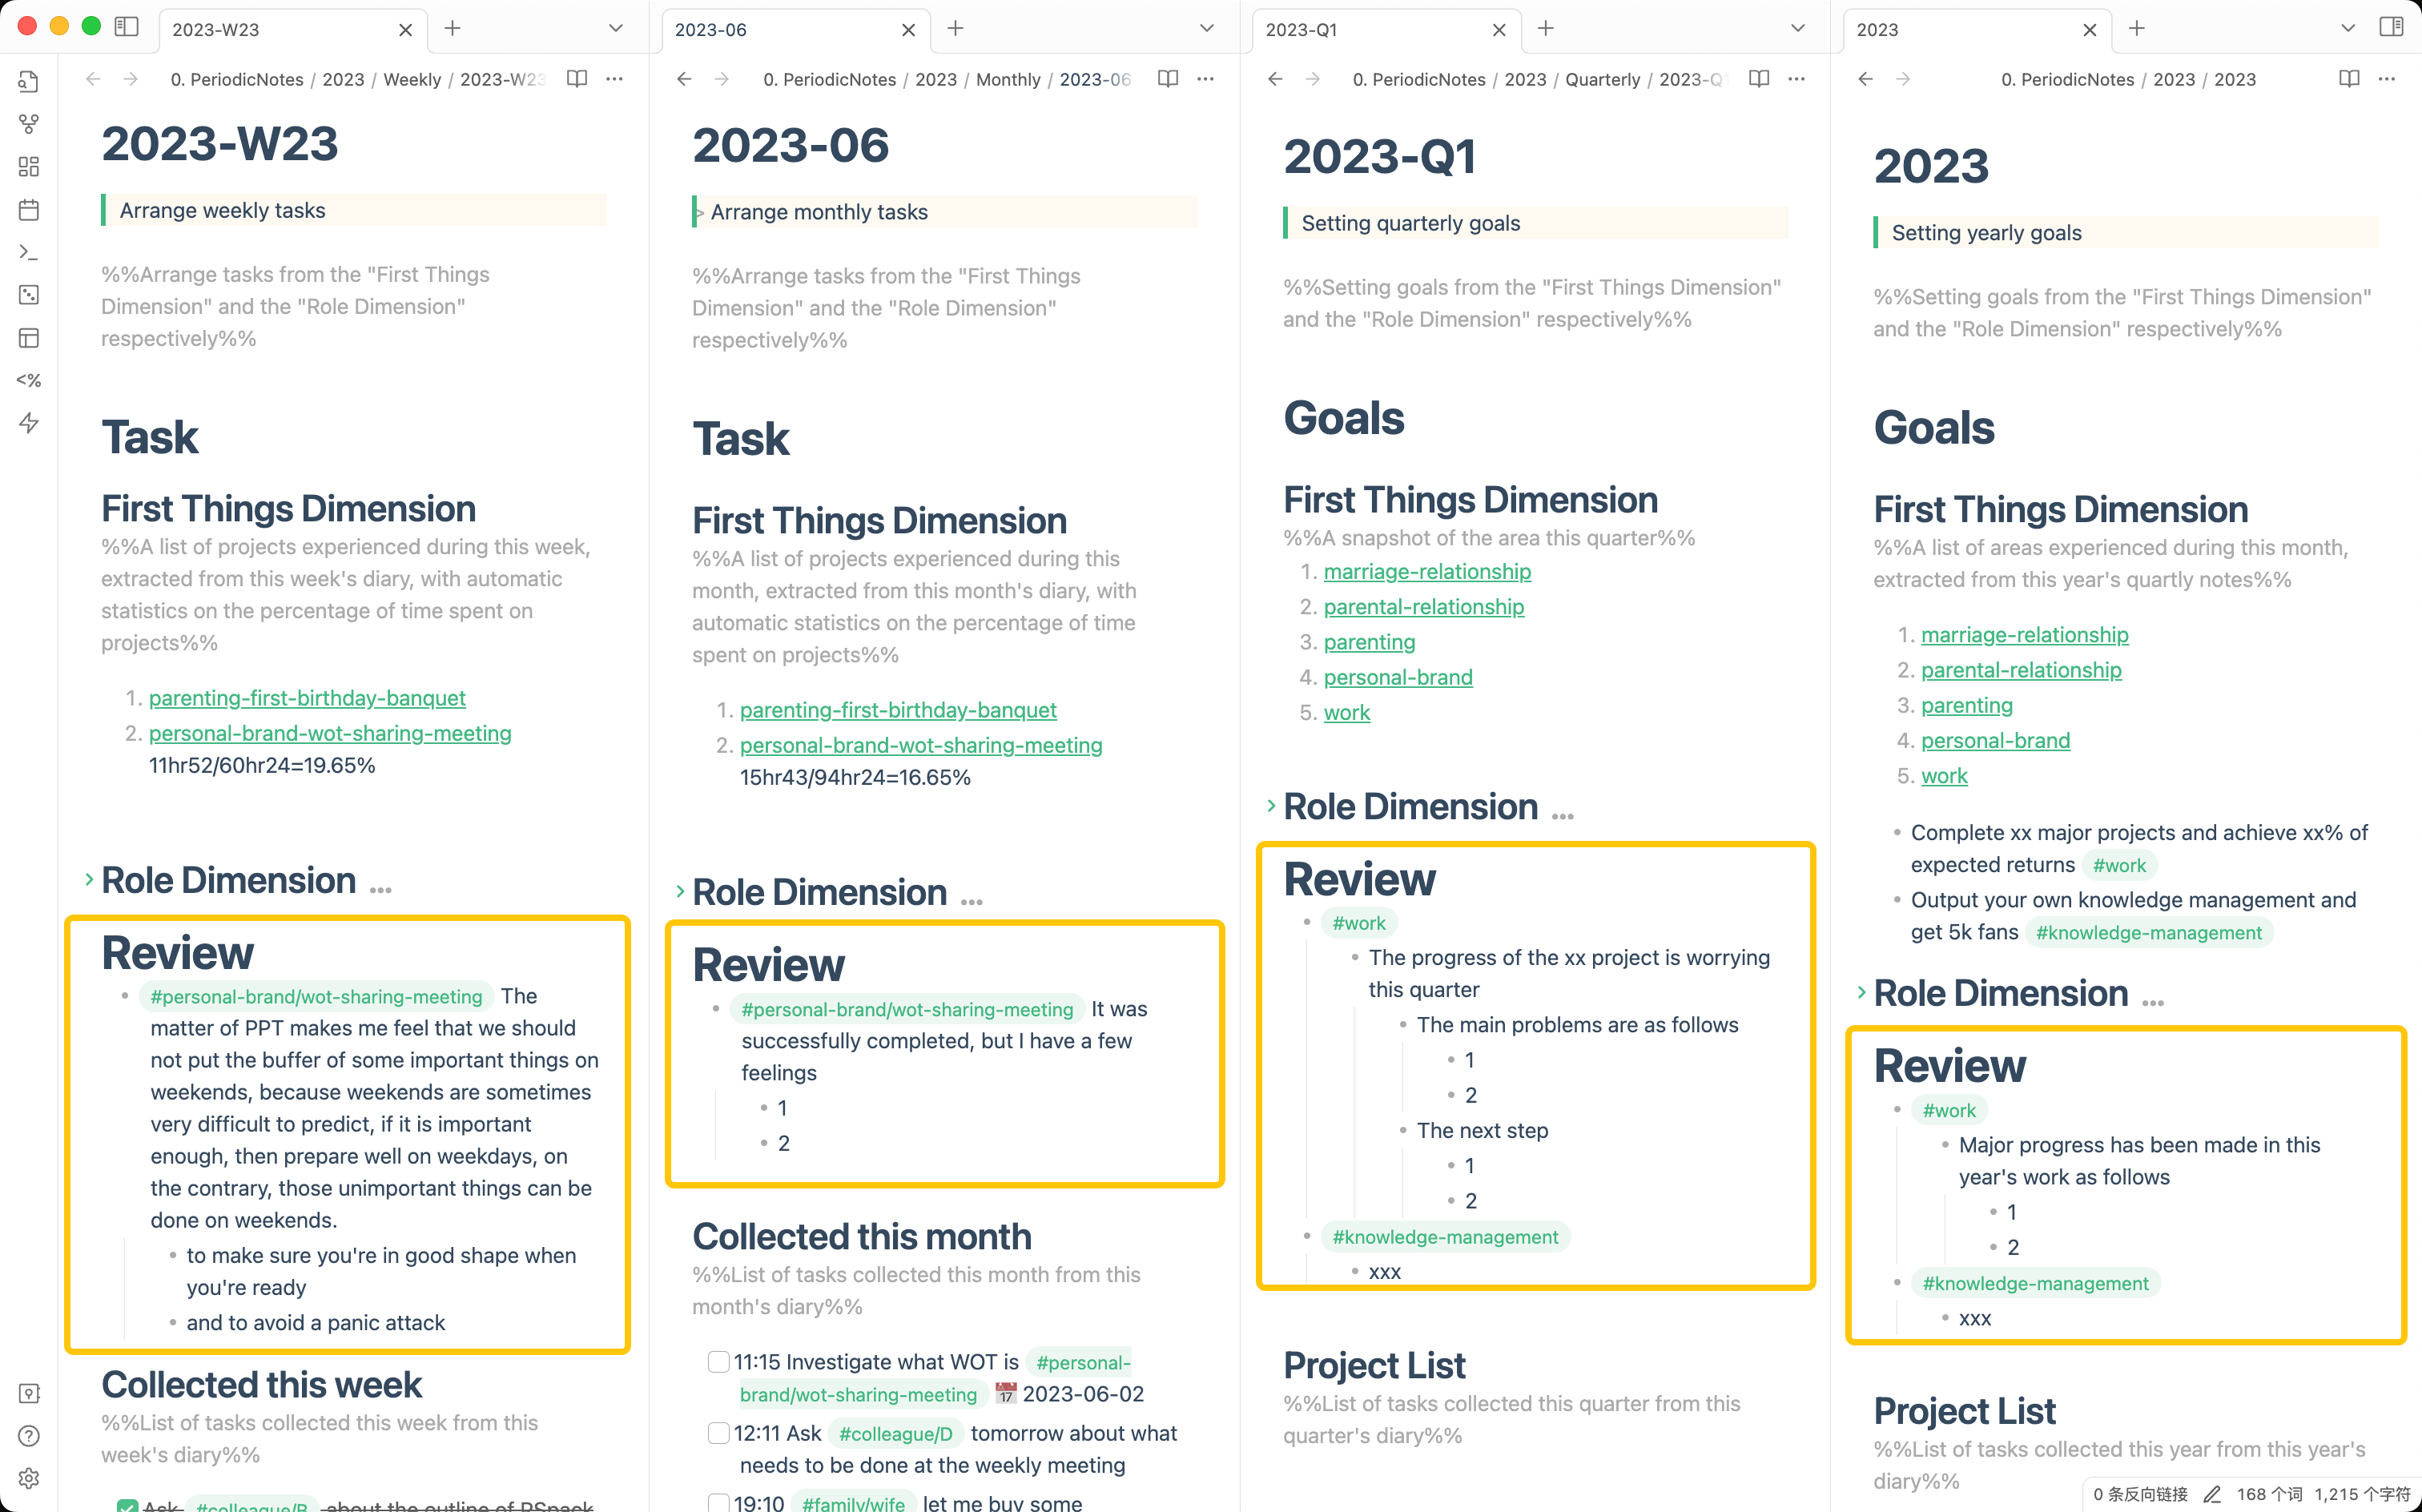 2023-W23
2023-06
2023-Q1
2023
0. PeriodicNotes / 2023 / Weekly / 2023-W23
0. PeriodicNotes / 2023 / Monthly / 2023-06
0. PeriodicNotes / 2023 / Quarterly / 2023-Q1
0. PeriodicNotes / 2023 / 2023
<%
2023-W23
Arrange weekly tasks
%%Arrange tasks from the "First Things
Dimension" and the "Role Dimension"
respectively%%
Task
First Things Dimension
%%A list of projects experienced during this week,
extracted from this week's diary, with automatic
statistics on the percentage of time spent on
projects%%
1. parenting-first-birthday-banquet
2. personal-brand-wot-sharing-meeting
11hr52/60hr24=19.65%
Role Dimension ...
Review
#personal-brand/wot-sharing-meeting The
matter of PPT makes me feel that we should
not put the buffer of some important things on
weekends, because weekends are sometimes
very difficult to predict, if it is important
enough, then prepare well on weekdays, on
the contrary, those unimportant things can be
done on weekends.
to make sure you're in good shape when
you're ready
and to avoid a panic attack
Collected this week
%%List of tasks collected this week from this
week's diary%%
Ask #colleague/B about the outline of PSpack
2023-06
> Arrange monthly tasks
%%Arrange tasks from the "First Things
Dimension" and the "Role Dimension"
respectively%%
Task
First Things Dimension
%%A list of projects experienced during this
month, extracted from this month's diary, with
automatic statistics on the percentage of time
spent on projects%%
1. parenting-first-birthday-banquet
2. personal-brand-wot-sharing-meeting
15hr43/94hr24=16.65%
Role Dimension ...
Review
#personal-brand/wot-sharing-meeting It was
successfully completed, but I have a few
feelings
1
2
Collected this month
%%List of tasks collected this month from this
month's diary%%
11:15 Investigate what WOT is #personal-
brand/wot-sharing-meeting 📅 2023-06-02
12:11 Ask #colleague/D tomorrow about what
needs to be done at the weekly meeting
19:10 #family/wife let me buy some
2023-Q1
Setting quarterly goals
%%Setting goals from the "First Things Dimension"
and the "Role Dimension" respectively%%
Goals
First Things Dimension
%%A snapshot of the area this quarter%%
1. marriage-relationship
2. parental-relationship
3. parenting
4. personal-brand
5. work
Role Dimension ...
Review
#work
The progress of the xx project is worrying
this quarter
The main problems are as follows
1
2
The next step
1
2
#knowledge-management
xxx
Project List
%%List of tasks collected this quarter from this
quarter's diary%%
2023
Setting yearly goals
%%Setting goals from the "First Things Dimension"
and the "Role Dimension" respectively%%
Goals
First Things Dimension
%%A list of areas experienced during this month,
extracted from this year's quartly notes%%
1. marriage-relationship
2. parental-relationship
3. parenting
4. personal-brand
5. work
Complete xx major projects and achieve xx% of
expected returns #work
Output your own knowledge management and
get 5k fans #knowledge-management
Role Dimension ...
Review
#work
Major progress has been made in this
year's work as follows
1
2
#knowledge-management
xxx
Project List
%%List of tasks collected this year from this year's
diary%%
0 条反向链接 168 个词 1,215 个字符